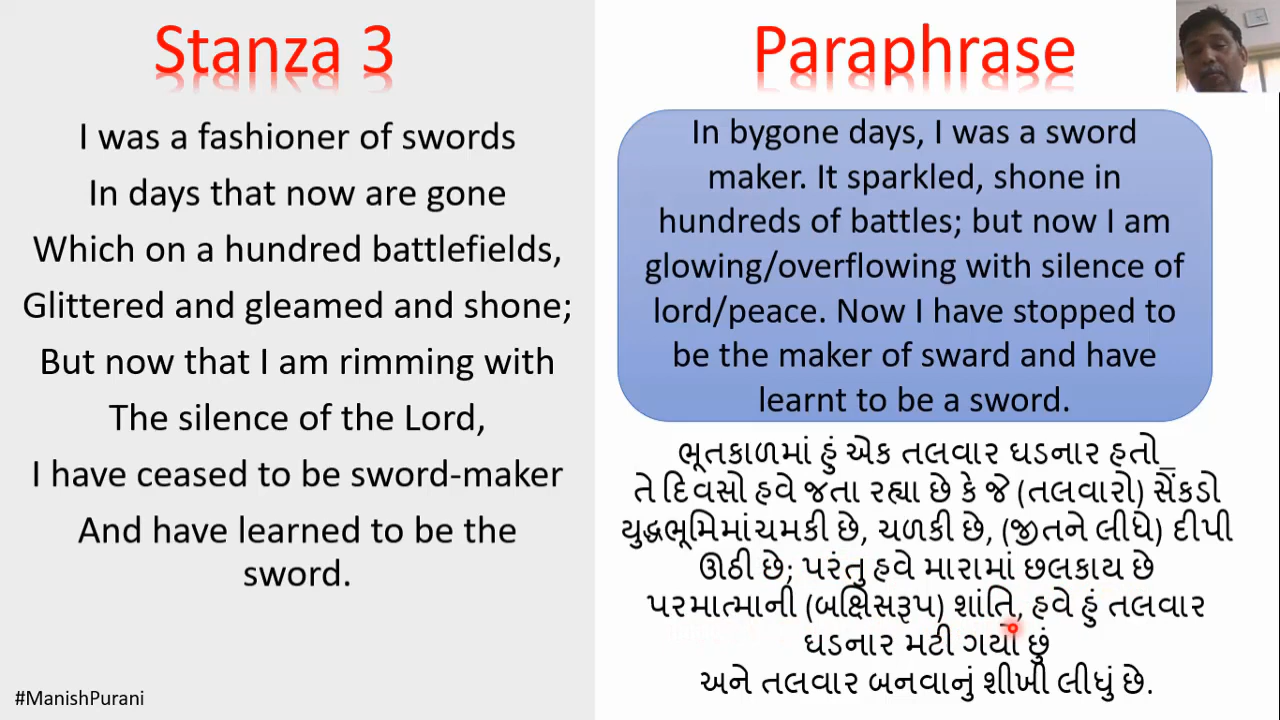 Stanza 3
I was a fashioner of swords
In days that now are gone
Which on a hundred battlefields,
Glittered and gleamed and shone;
But now that I am rimming with
The silence of the Lord,
I have ceased to be sword-maker
And have learned to be the
sword.
#ManishPurani
Paraphrase
In bygone days, I was a sword
maker. It sparkled, shone in
hundreds of battles; but now I am
glowing/overflowing with silence of
lord/peace. Now I have stopped to
be the maker of sward and have
learnt to be a sword.
ભૂતકાળમાં હું એક તલવાર ઘડનાર હતો_
તે દિવસો હવે જતા રહ્યા છે કે જે (તલવારો) સેંકડો
યુદ્ધભૂમિમાંચમકી છે, ચળકી છે, (જીતને લીધે) દીપી
ઊઠી છે; પરંતુ હવે મારામાં છલકાય છે
પરમાત્માની (બક્ષિસરૂપ) શાંતિ, હવે હું તલવાર
ઘડનાર મટી ગયો છું
અને તલવાર બનવાનું શીખી લીધું છે.